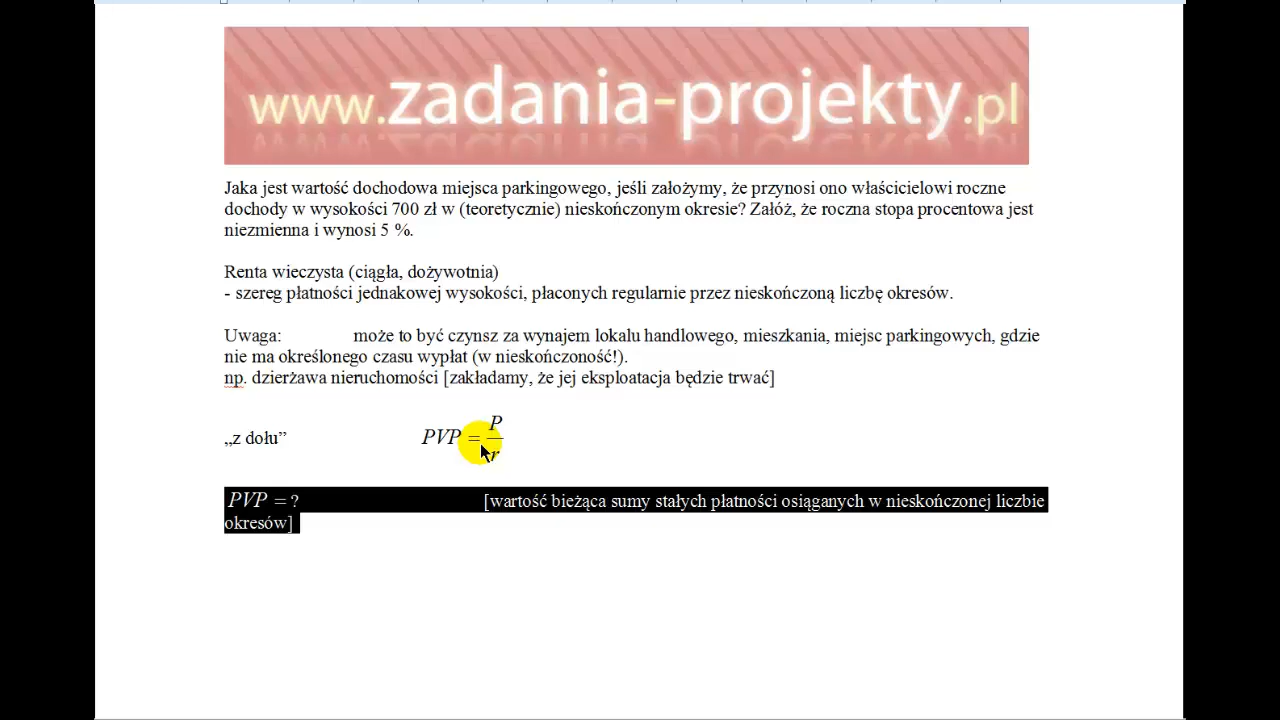 www.zadania-projekty.pl
Jaka jest wartość dochodowa miejsca parkingowego, jeśli założymy, że przynosi ono właścicielowi roczne
dochody w wysokości 700 zł w (teoretycznie) nieskończonym okresie? Załóż, że roczna stopa procentowa jest
niezmienna i wynosi 5 %.
Renta wieczysta (ciągła, dożywotnia)
- szereg płatności jednakowej wysokości, płaconych regularnie przez nieskończoną liczbę okresów.
Uwaga: może to być czynsz za wynajem lokalu handlowego, mieszkania, miejsc parkingowych, gdzie
nie ma określonego czasu wypłat (w nieskończoność!).
np. dzierżawa nieruchomości [zakładamy, że jej eksploatacja będzie trwać]
„z dołu” PVP = P/r
PVP = ? [wartość bieżąca sumy stałych płatności osiąganych w nieskończonej liczbie
okresów]